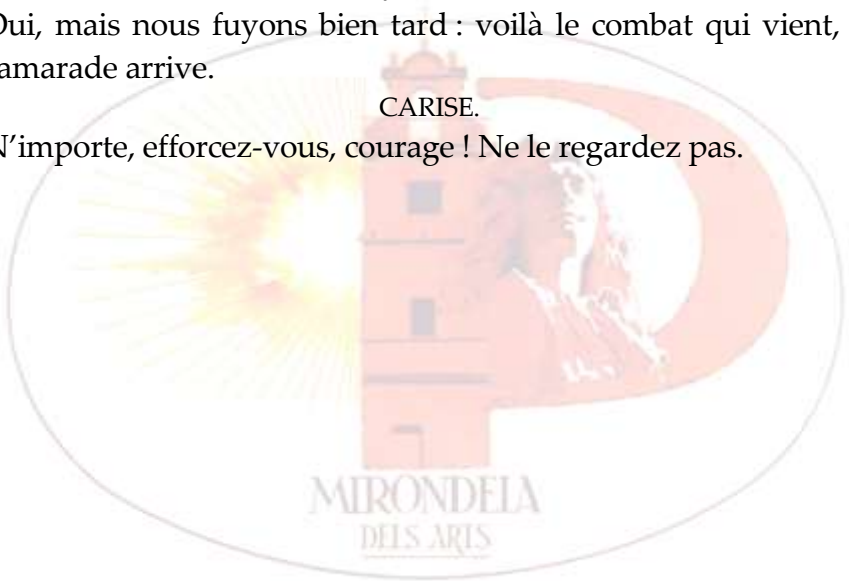 Oui, mais nous fuyons bien tard : voilà le combat qui vient,
amarade arrive.
CARISE.
N’importe, efforcez-vous, courage ! Ne le regardez pas.
MIRONDELA
DELS ARTS